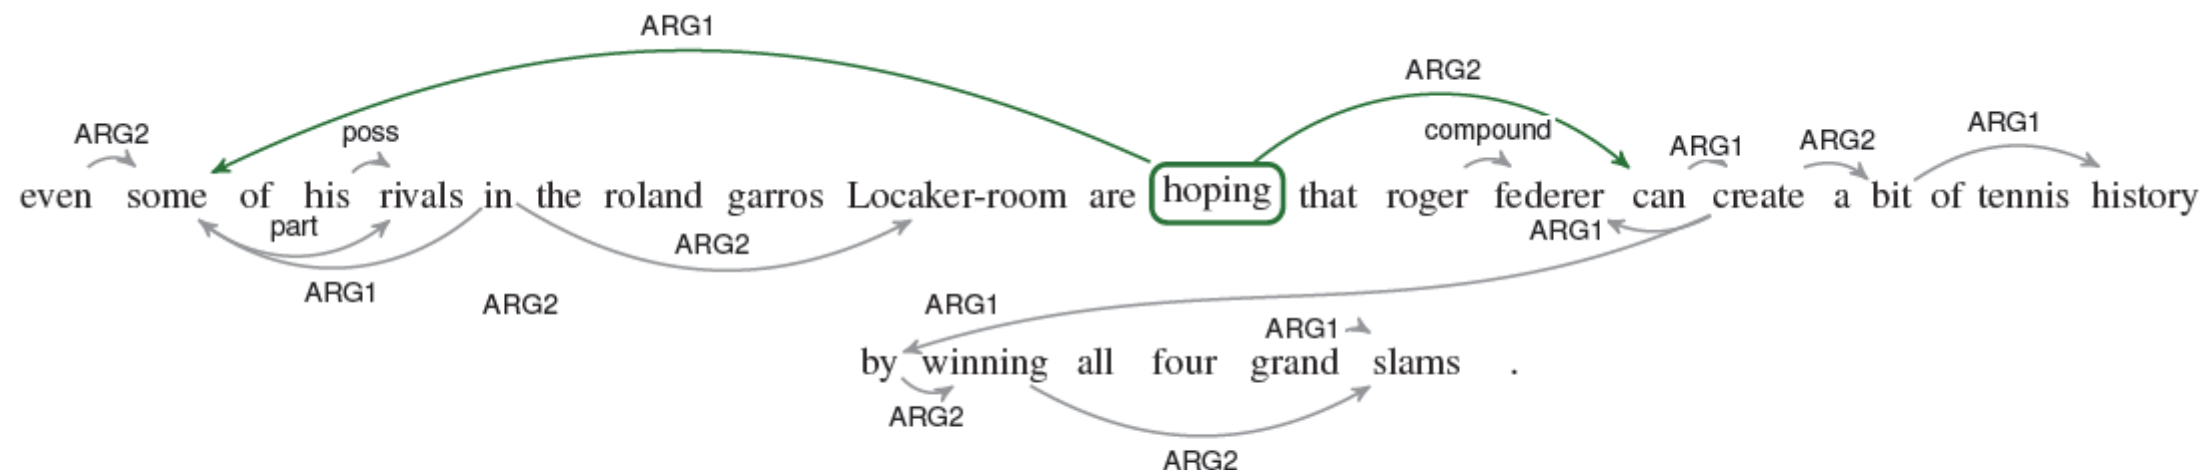 ARG1
ARG2
ARG2 poss compound ARG1 ARG2 ARG1
even some of his rivals in the roland garros Locaker-room are hoping that roger federer can create a bit of tennis history
part ARG2 ARG1
ARG1 ARG2 ARG1
ARG1
by winning all four grand slams .
ARG2
ARG2